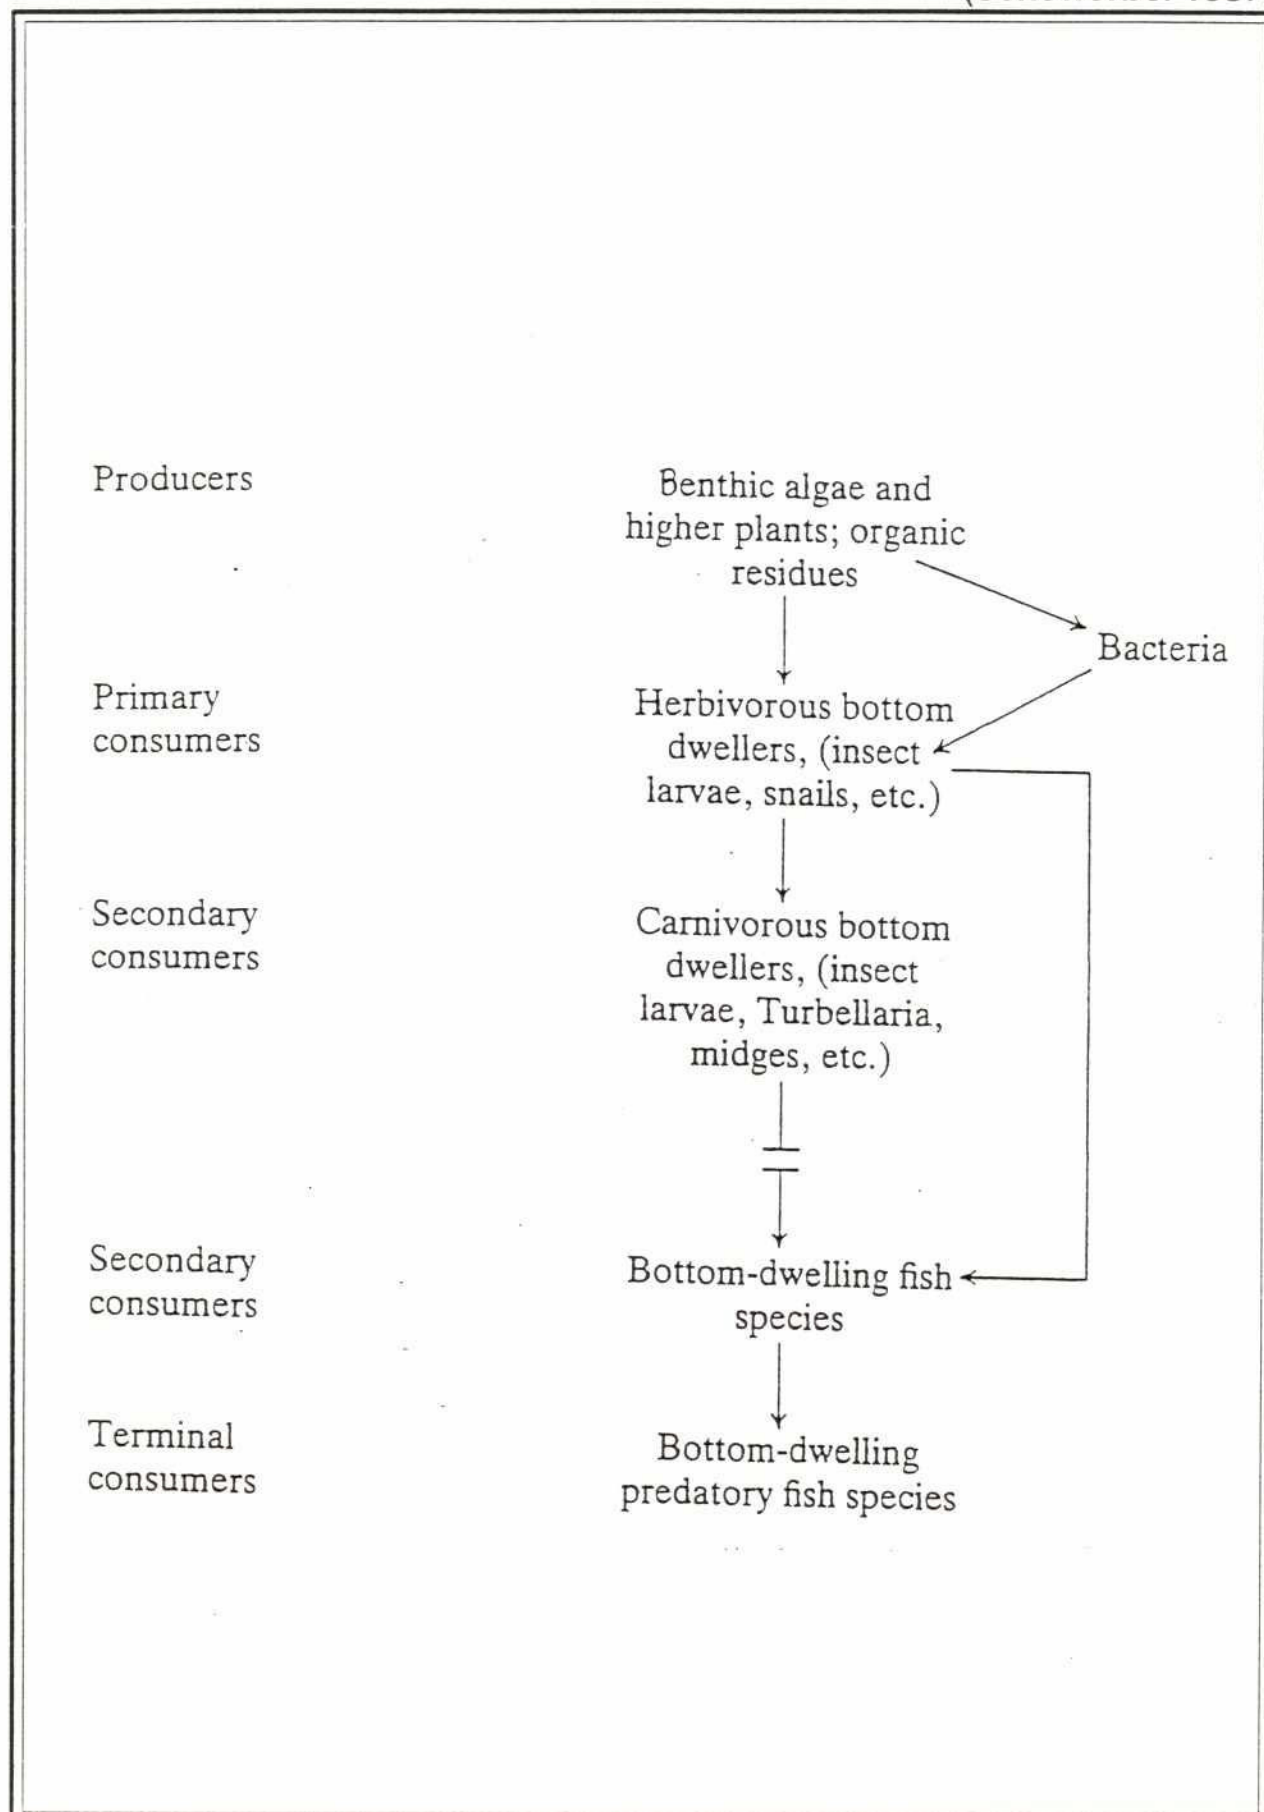 Producers
Benthic algae and
higher plants; organic
residues
Bacteria
Primary
consumers
Herbivorous bottom
dwellers, (insect
larvae, snails, etc.)
Secondary
consumers
Carnivorous bottom
dwellers, (insect
larvae, Turbellaria,
midges, etc.)
Secondary
consumers
Bottom-dwelling fish
species
Terminal
consumers
Bottom-dwelling
predatory fish species